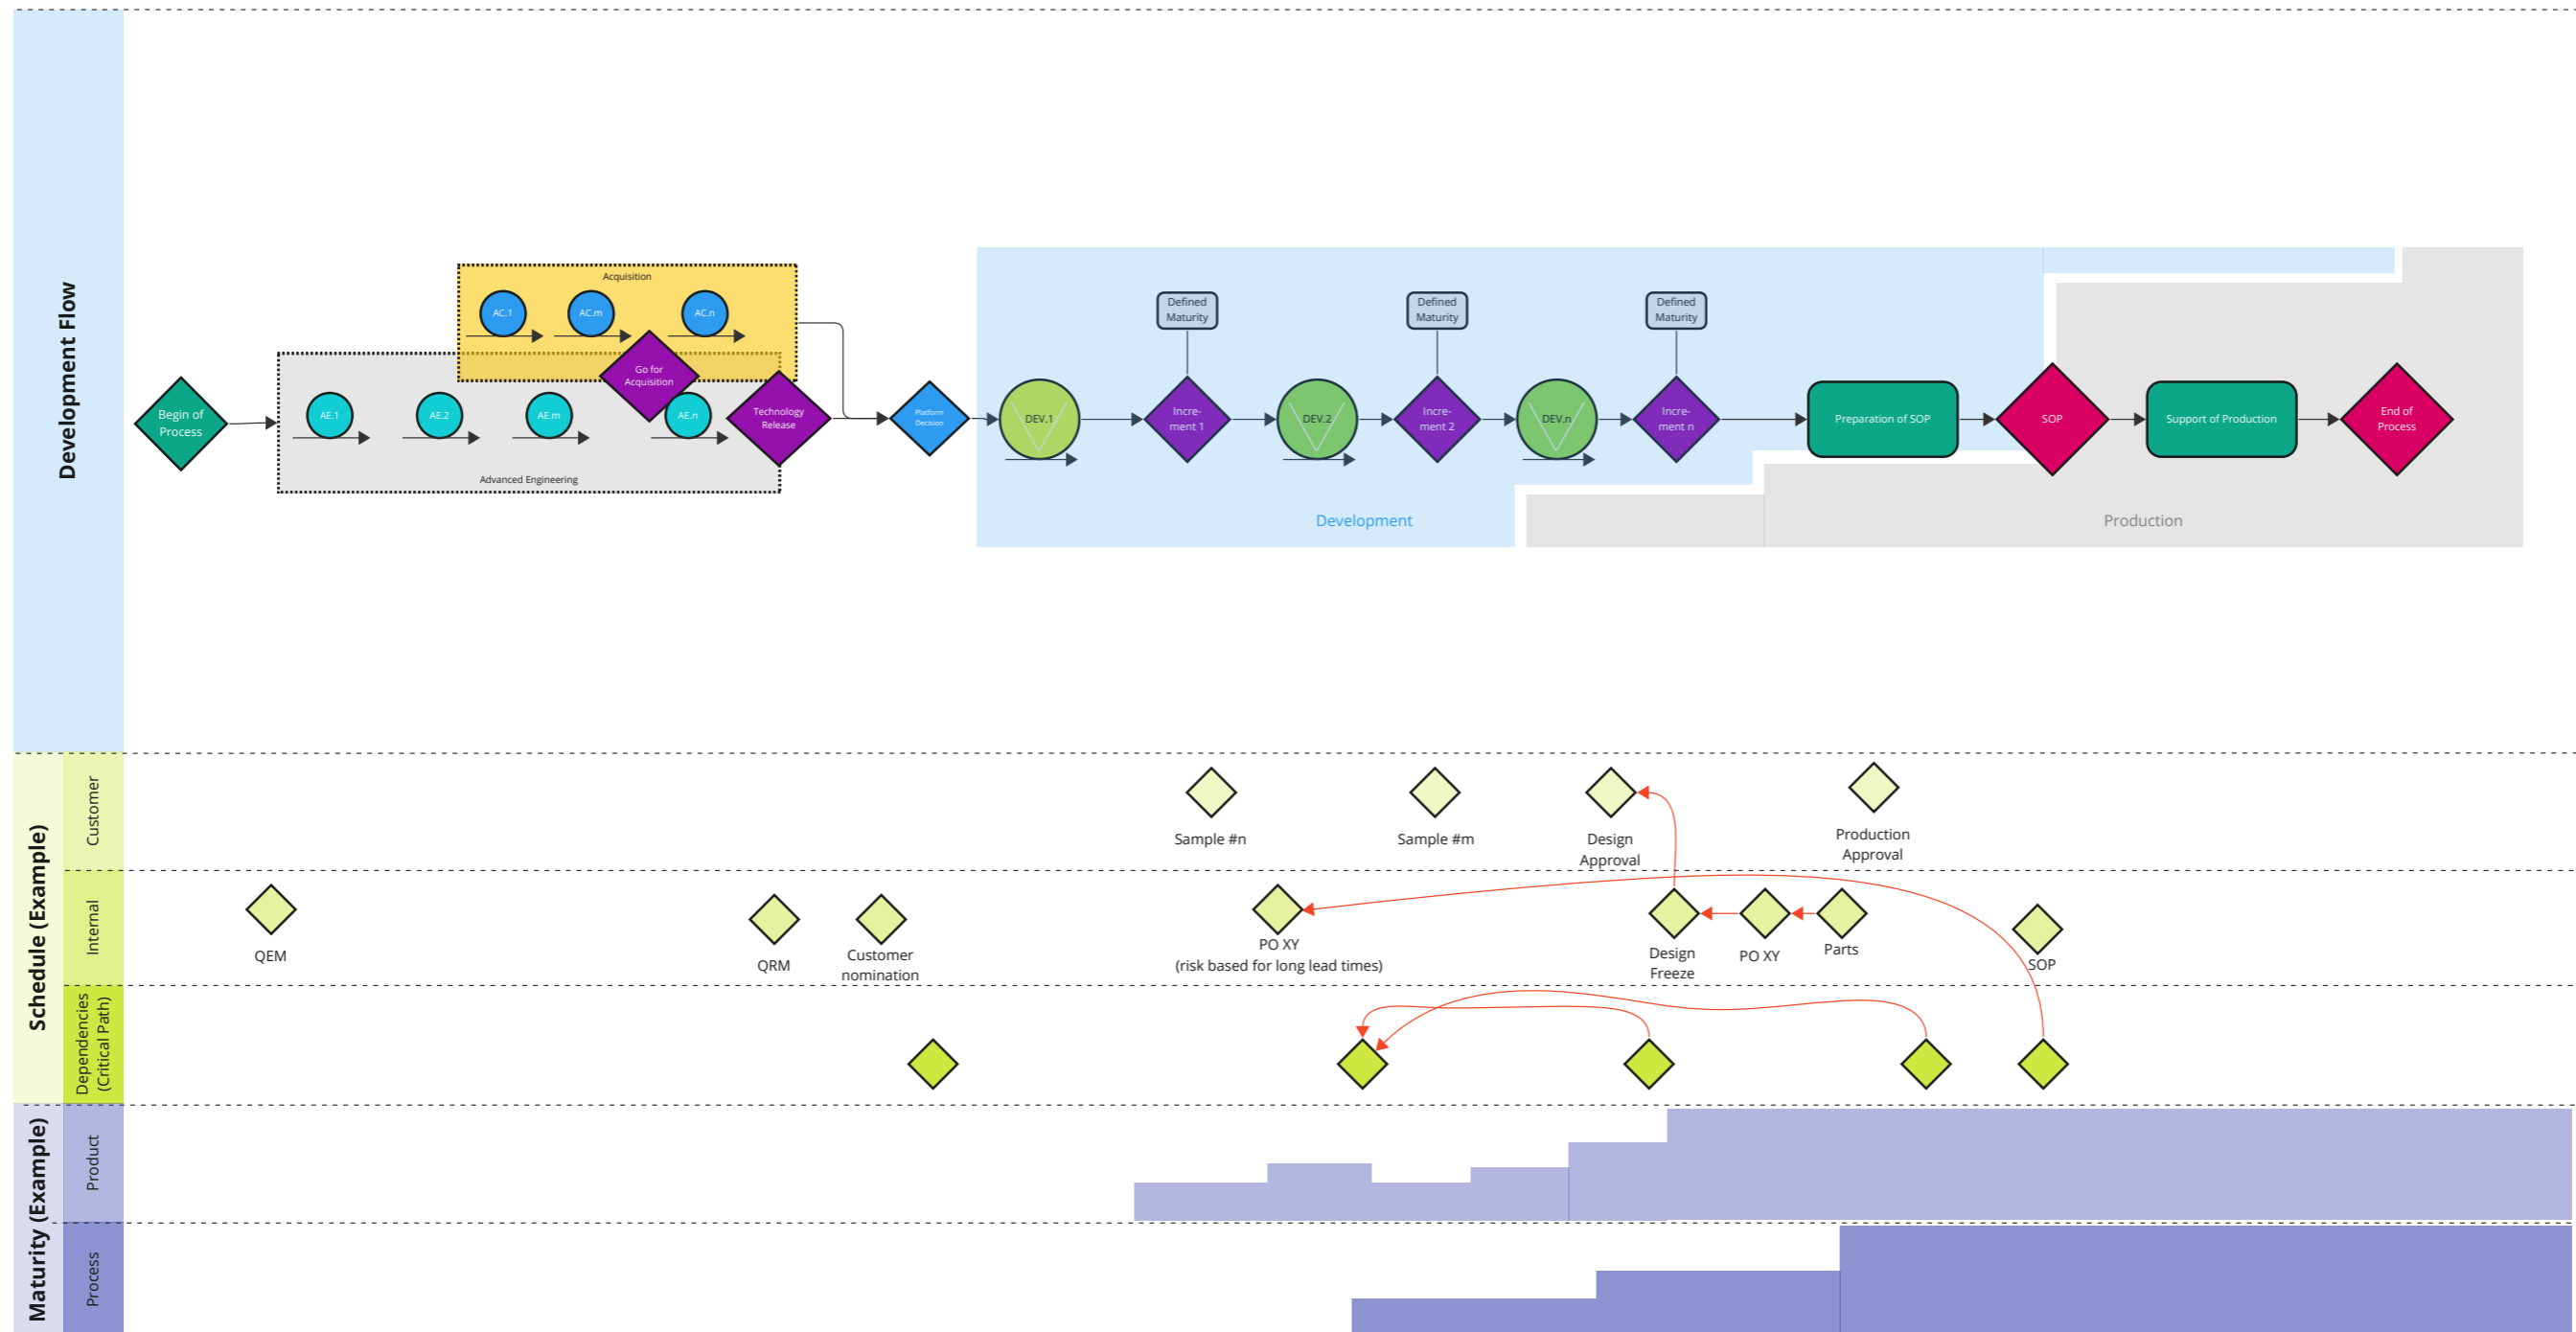 Development Flow
Acquisition
AC.1
AC.m
AC.n
Go for
Acquisition
Begin of
Process
AE.1
AE.2
AE.m
AE.n
Technology
Release
Advanced Engineering
Platform
Decision
Defined
Maturity
Defined
Maturity
Defined
Maturity
DEV.1
Incre-
ment 1
DEV.2
Incre-
ment 2
DEV.n
Incre-
ment n
Preparation of SOP
SOP
Support of Production
End of
Process
Development
Production
Schedule (Example)
Customer
Sample #n
Sample #m
Design
Approval
Production
Approval
Internal
QEM
QRM
Customer
nomination
PO XY
(risk based for long lead times)
Design
Freeze
PO XY
Parts
SOP
Dependencies
(Critical Path)
Maturity (Example)
Product
Process